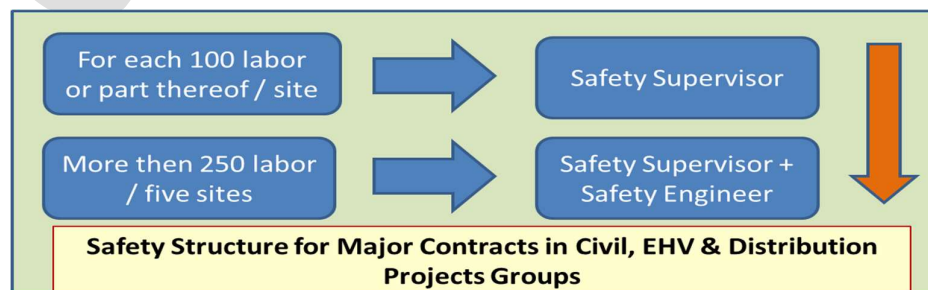 For each 100 labor
or part thereof / site
Safety Supervisor
More then 250 labor
/ five sites
Safety Supervisor +
Safety Engineer
Safety Structure for Major Contracts in Civil, EHV & Distribution
Projects Groups